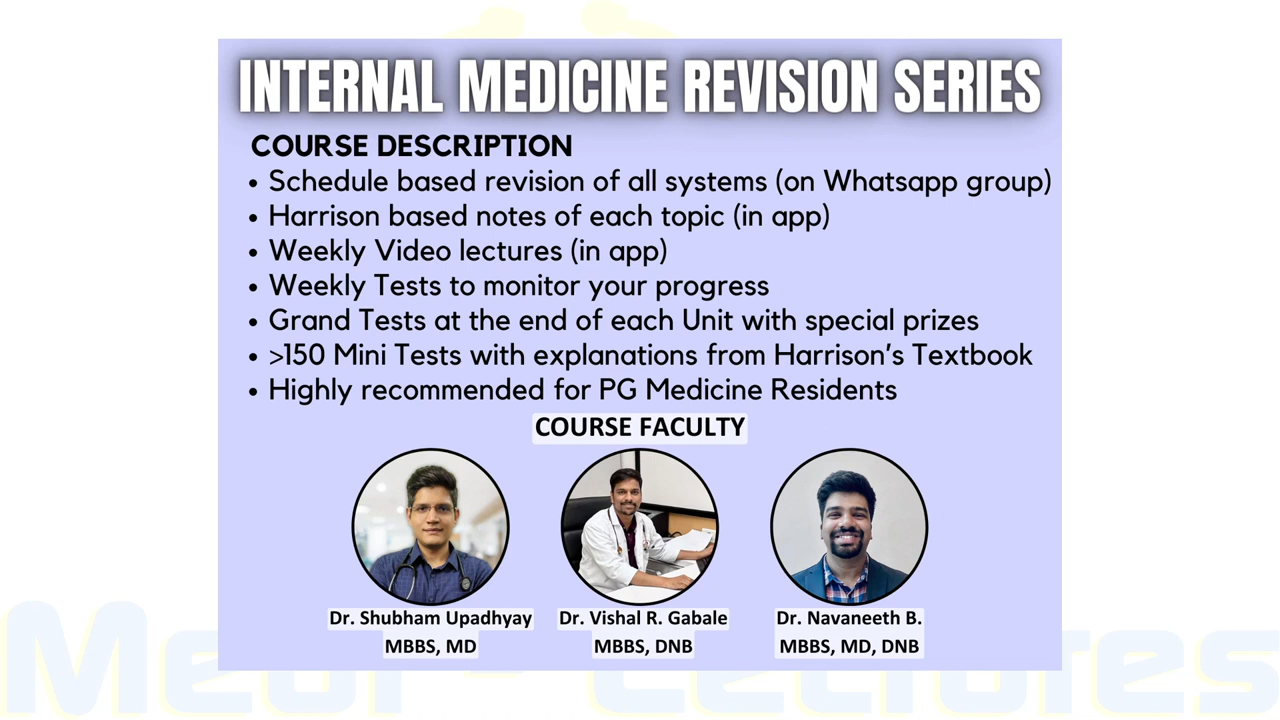 INTERNAL MEDICINE REVISION SERIES
COURSE DESCRIPTION
• Schedule based revision of all systems (on Whatsapp group)
• Harrison based notes of each topic (in app)
• Weekly Video lectures (in app)
• Weekly Tests to monitor your progress
• Grand Tests at the end of each Unit with special prizes
• >150 Mini Tests with explanations from Harrison’s Textbook
• Highly recommended for PG Medicine Residents
COURSE FACULTY
Dr. Shubham Upadhyay
MBBS, MD
Dr. Vishal R. Gabale
MBBS, DNB
Dr. Navaneeth B.
MBBS, MD, DNB